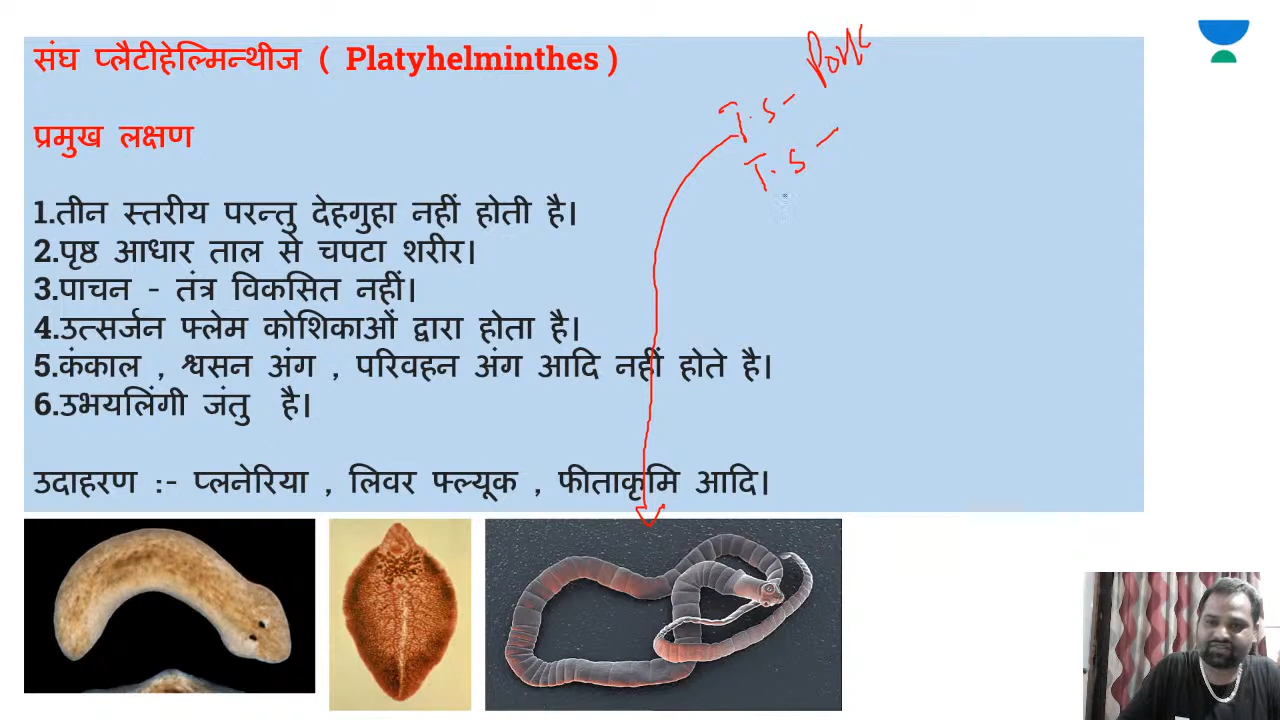 संघ प्लैटीहेल्मिन्थीज ( Platyhelminthes )
T.S - Pork
T.S -
प्रमुख लक्षण
1.तीन स्तरीय परन्तु देहगुहा नहीं होती है।
2.पृष्ठ आधार ताल से चपटा शरीर।
3.पाचन - तंत्र विकसित नहीं।
4.उत्सर्जन फ्लेम कोशिकाओं द्वारा होता है।
5.कंकाल , श्वसन अंग , परिवहन अंग आदि नहीं होते है।
6.उभयलिंगी जंतु है।
उदाहरण :- प्लनेरिया , लिवर फ्ल्यूक , फीताकृमि आदि।